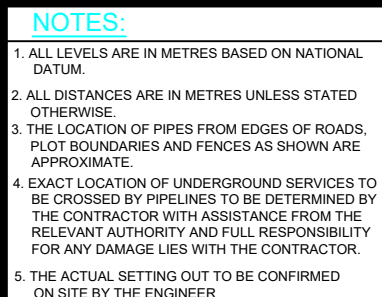 NOTES:
1. ALL LEVELS ARE IN METRES BASED ON NATIONAL
DATUM.
2. ALL DISTANCES ARE IN METRES UNLESS STATED
OTHERWISE.
3. THE LOCATION OF PIPES FROM EDGES OF ROADS,
PLOT BOUNDARIES AND FENCES AS SHOWN ARE
APPROXIMATE.
4. EXACT LOCATION OF UNDERGROUND SERVICES TO
BE CROSSED BY PIPELINES TO BE DETERMINED BY
THE CONTRACTOR WITH ASSISTANCE FROM THE
RELEVANT AUTHORITY AND FULL RESPONSIBILITY
FOR ANY DAMAGE LIES WITH THE CONTRACTOR.
5. THE ACTUAL SETTING OUT TO BE CONFIRMED
ON SITE BY THE ENGINEER